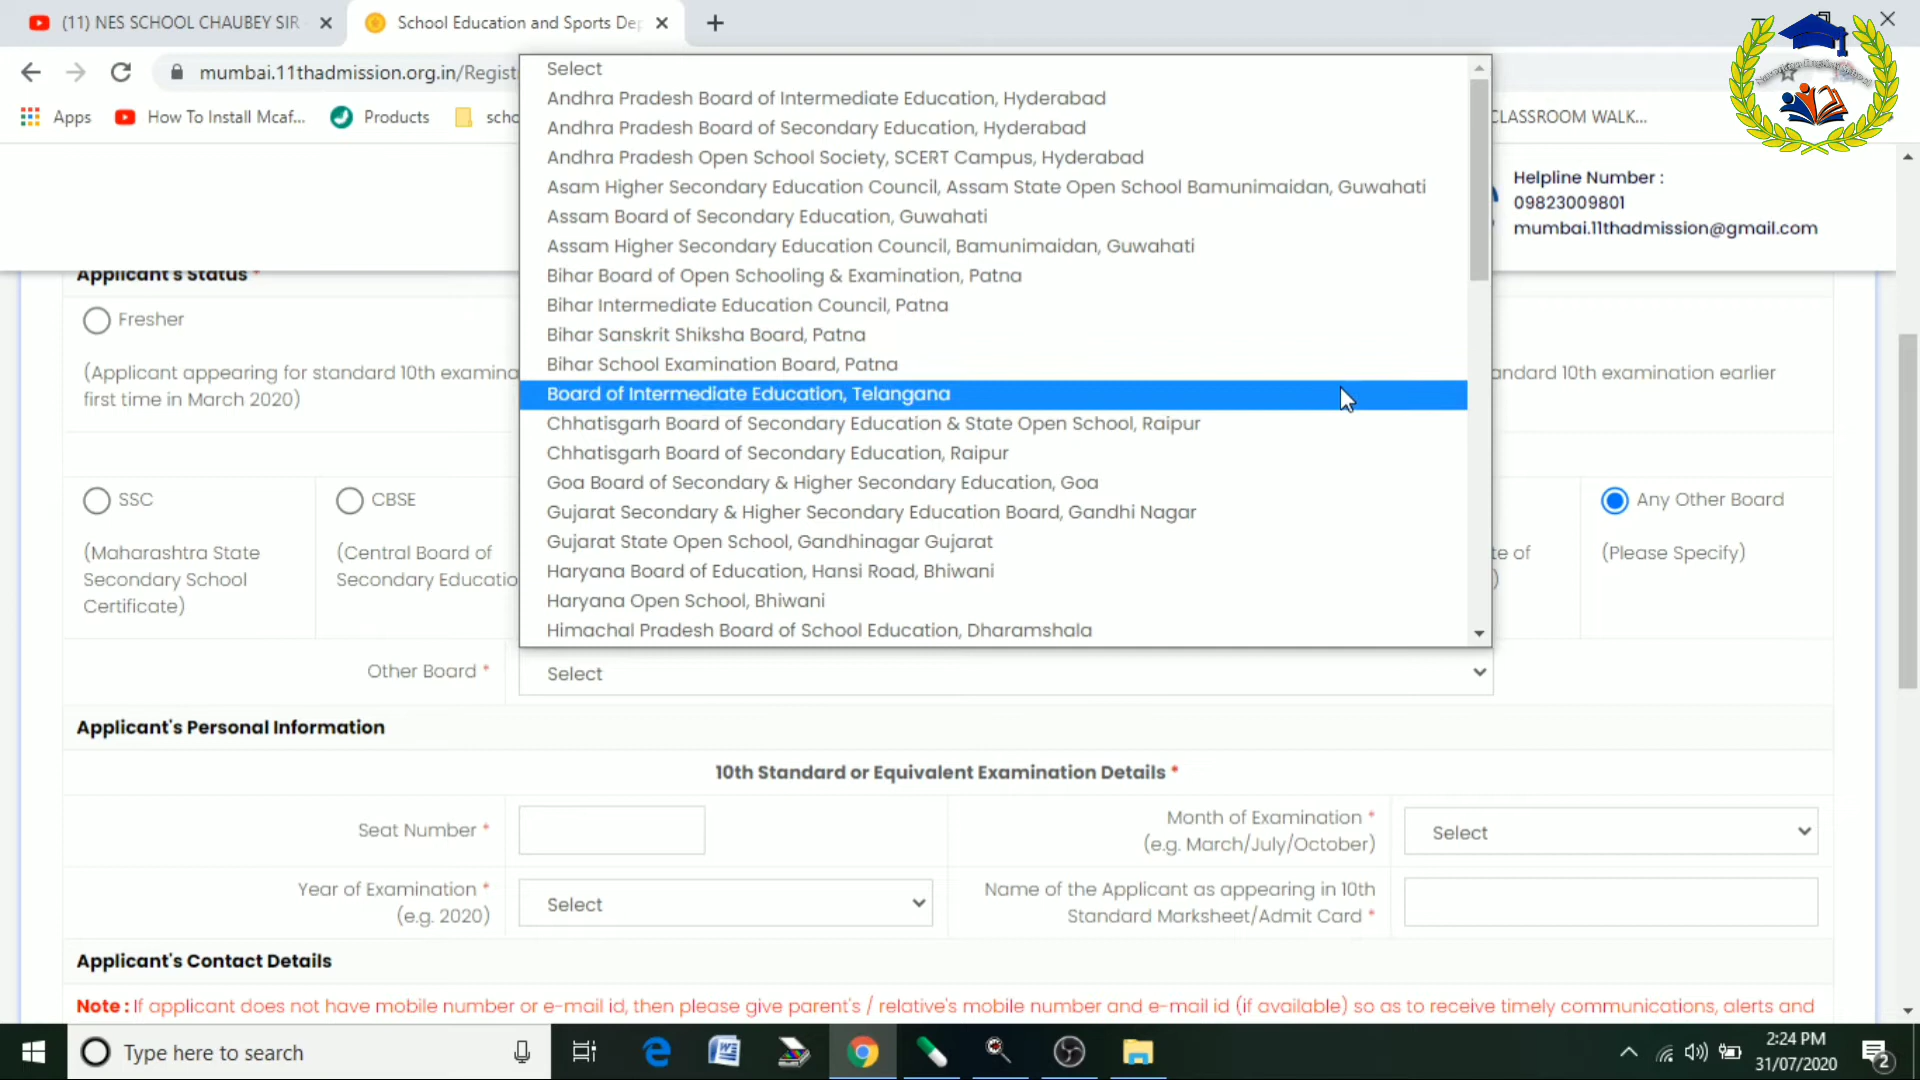 (11) NES SCHOOL CHAUBEY SIR
School Education and Sports De
mumbai.11thadmission.org.in/Regist
Apps
How To Install Mcaf...
Products
scho
CLASSROOM WALK...
Select
Andhra Pradesh Board of Intermediate Education, Hyderabad
Andhra Pradesh Board of Secondary Education, Hyderabad
Andhra Pradesh Open School Society, SCERT Campus, Hyderabad
Asam Higher Secondary Education Council, Assam State Open School Bamunimaidan, Guwahati
Assam Board of Secondary Education, Guwahati
Assam Higher Secondary Education Council, Bamunimaidan, Guwahati
Bihar Board of Open Schooling & Examination, Patna
Bihar Intermediate Education Council, Patna
Bihar Sanskrit Shiksha Board, Patna
Bihar School Examination Board, Patna
Board of Intermediate Education, Telangana
Chhatisgarh Board of Secondary Education & State Open School, Raipur
Chhatisgarh Board of Secondary Education, Raipur
Goa Board of Secondary & Higher Secondary Education, Goa
Gujarat Secondary & Higher Secondary Education Board, Gandhi Nagar
Gujarat State Open School, Gandhinagar Gujarat
Haryana Board of Education, Hansi Road, Bhiwani
Haryana Open School, Bhiwani
Himachal Pradesh Board of School Education, Dharamshala
Helpline Number :
09823009801
mumbai.11thadmission@gmail.com
Applicant's Status *
Fresher
(Applicant appearing for standard 10th examina
first time in March 2020)
andard 10th examination earlier
SSC
(Maharashtra State
Secondary School
Certificate)
CBSE
(Central Board of
Secondary Educatio
te of
)
Any Other Board
(Please Specify)
Other Board *
Select
Applicant's Personal Information
10th Standard or Equivalent Examination Details *
Seat Number *
Month of Examination *
(e.g. March/July/October)
Select
Year of Examination *
(e.g. 2020)
Select
Name of the Applicant as appearing in 10th
Standard Marksheet/Admit Card *
Applicant's Contact Details
Note : If applicant does not have mobile number or e-mail id, then please give parent's / relative's mobile number and e-mail id (if available) so as to receive timely communications, alerts and
Type here to search
2:24 PM
31/07/2020
2